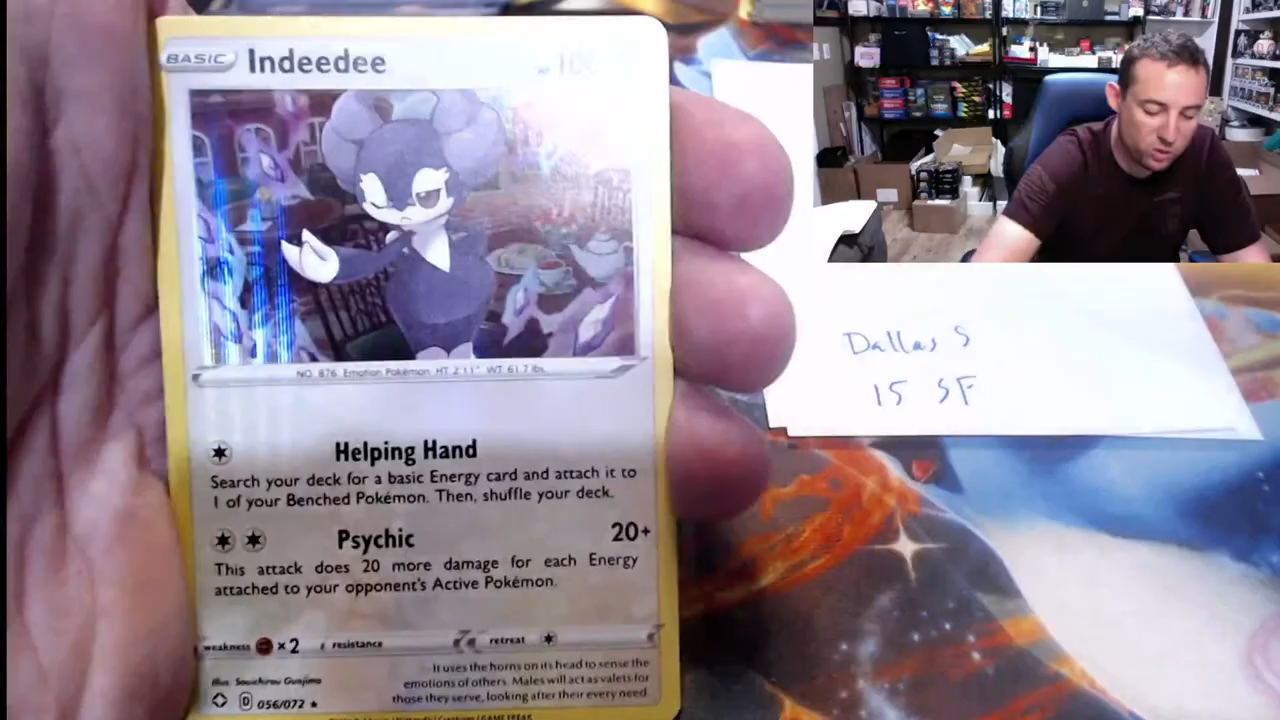 BASIC Indeedee
NO. 876 Emotion Pokémon HT 2'11" WT 61.7 lbs.
Helping Hand
Search your deck for a basic Energy card and attach it to
1 of your Benched Pokémon. Then, shuffle your deck.
Psychic 20+
This attack does 20 more damage for each Energy
attached to your opponent's Active Pokémon.
weakness ×2 resistance retreat
It uses the horns on its head to sense the
emotions of others. Males will act as valets for
those they serve, looking after their every need.
Illus. Souichirou Gunjima
D 056/072 ★
Dallas S
15 SF